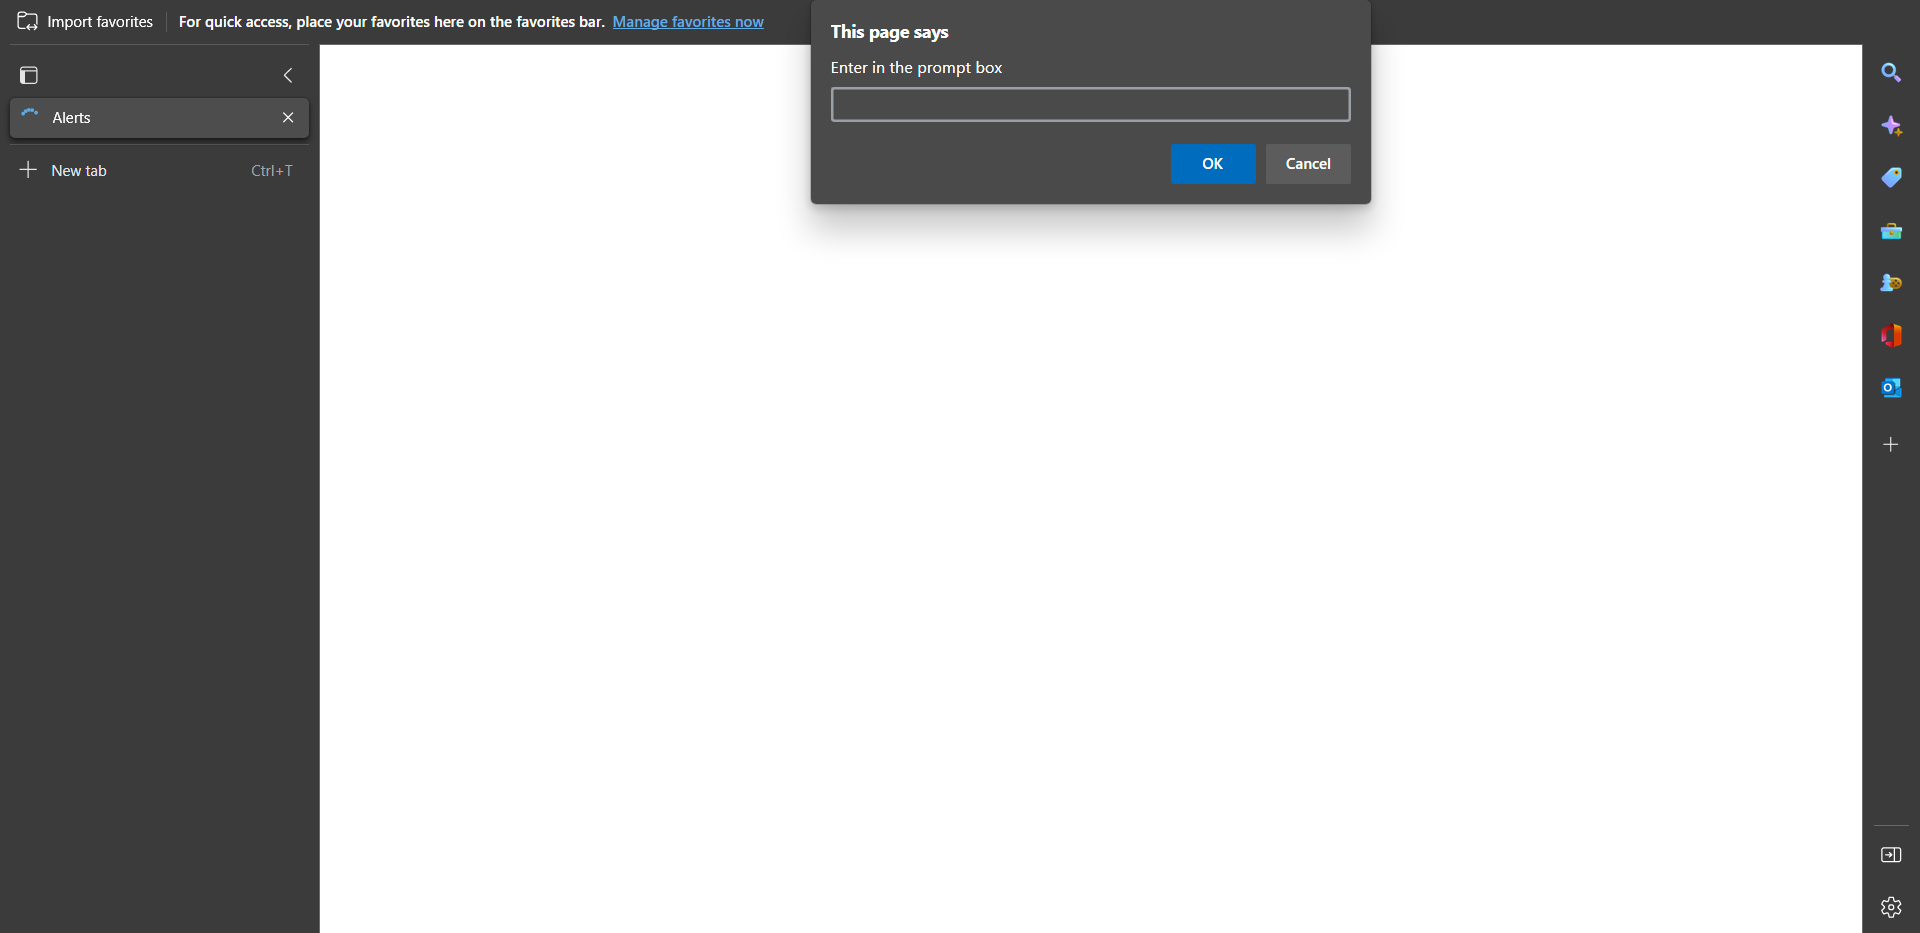 Import favorites
For quick access, place your favorites here on the favorites bar. Manage favorites now
Alerts
New tab Ctrl+T
This page says
Enter in the prompt box
OK Cancel